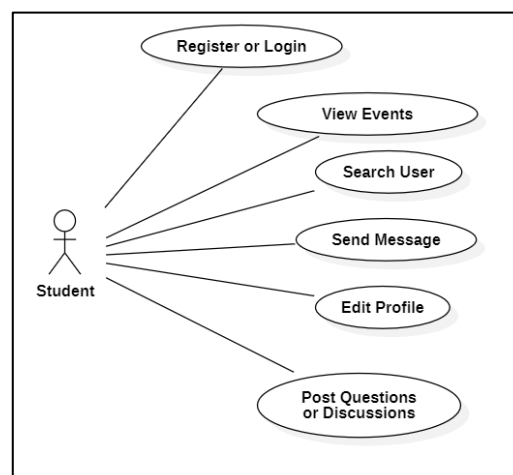 Register or Login
View Events
Search User
Send Message
Student
Edit Profile
Post Questions
or Discussions